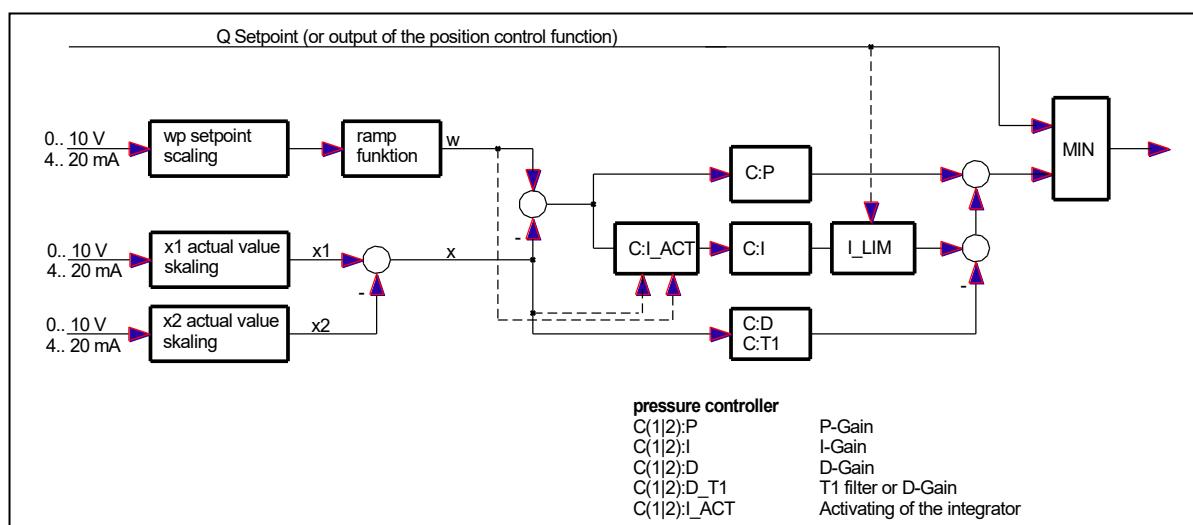 Q Setpoint (or output of the position control function)
0.. 10 V
4.. 20 mA
wp setpoint
scaling
ramp
funktion
w
C:P
MIN
-
0.. 10 V
4.. 20 mA
x1 actual value
skaling
x1
x
C:I_ACT
C:I
I_LIM
-
-
0.. 10 V
4.. 20 mA
x2 actual value
skaling
x2
C:D
C:T1
pressure controller
C(1|2):P P-Gain
C(1|2):I I-Gain
C(1|2):D D-Gain
C(1|2):D_T1 T1 filter or D-Gain
C(1|2):I_ACT Activating of the integrator